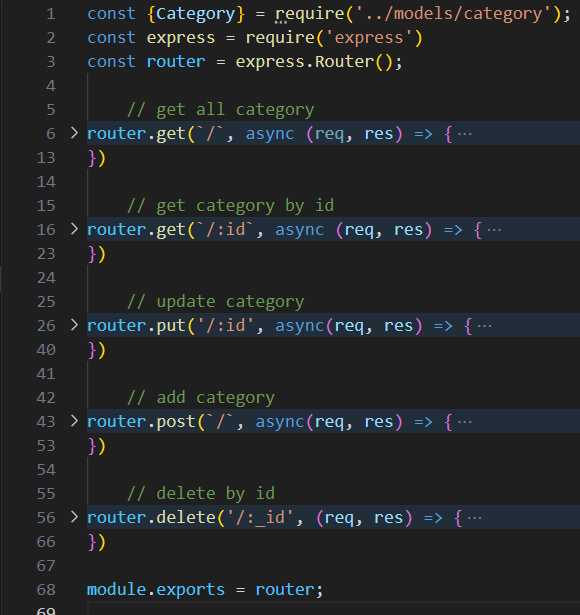 1 const {Category} = require('../models/category');
2 const express = require('express')
3 const router = express.Router();
4
5 // get all category
6 > router.get(`/`, async (req, res) => { ···
13 })
14
15 // get category by id
16 > router.get(`/:id`, async (req, res) => { ···
23 })
24
25 // update category
26 > router.put('/:id', async(req, res) => { ···
40 })
41
42 // add category
43 > router.post(`/`, async(req, res) => { ···
53 })
54
55 // delete by id
56 > router.delete('/:_id', (req, res) => { ···
66 })
67
68 module.exports = router;
69